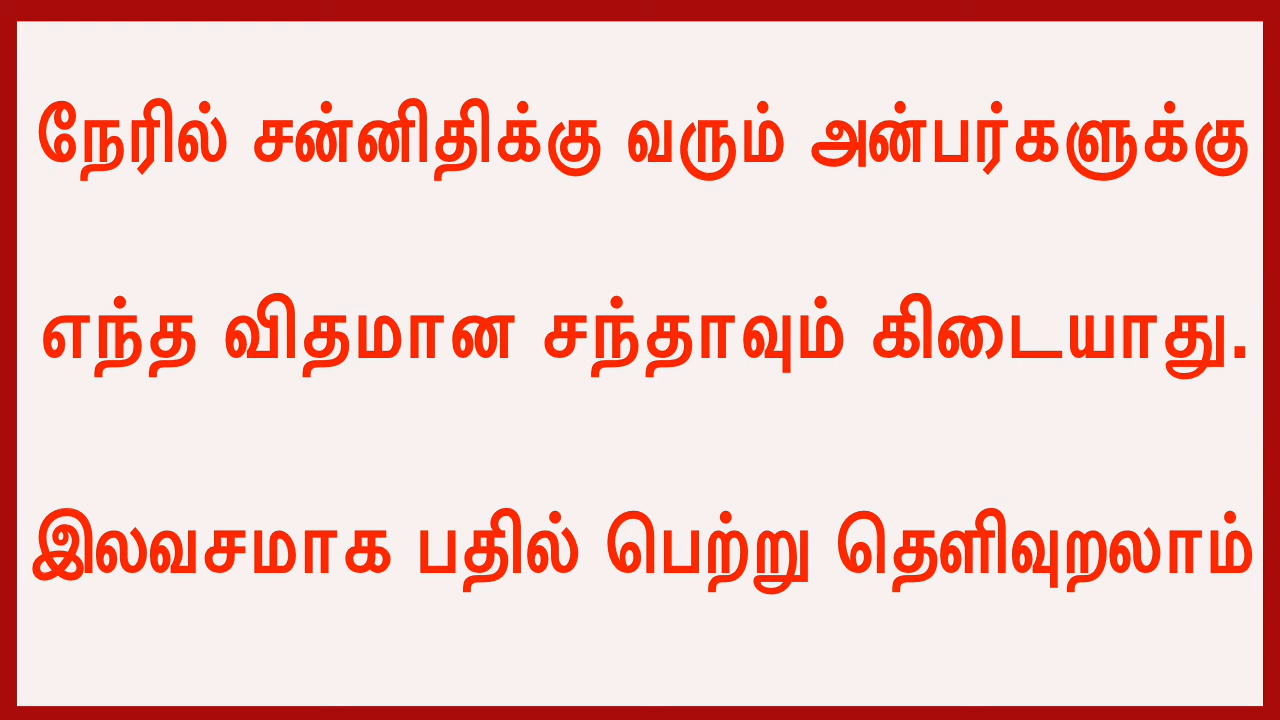 நேரில் சன்னிதிக்கு வரும் அன்பர்களுக்கு
எந்த விதமான சந்தாவும் கிடையாது.
இலவசமாக பதில் பெற்று தெளிவுறலாம்